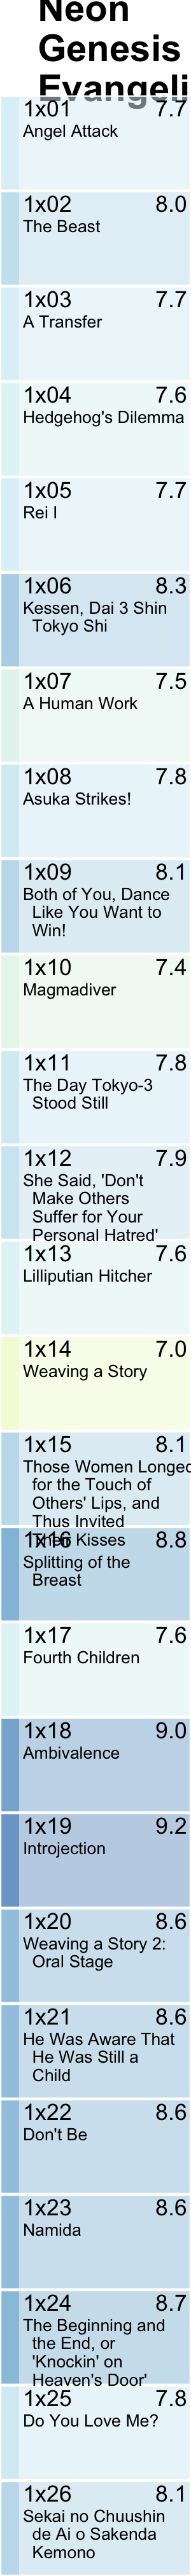 Neon
Genesis
Evangeli
1x01 7.7
Angel Attack
1x02 8.0
The Beast
1x03 7.7
A Transfer
1x04 7.6
Hedgehog's Dilemma
1x05 7.7
Rei I
1x06 8.3
Kessen, Dai 3 Shin
Tokyo Shi
1x07 7.5
A Human Work
1x08 7.8
Asuka Strikes!
1x09 8.1
Both of You, Dance
Like You Want to
Win!
1x10 7.4
Magmadiver
1x11 7.8
The Day Tokyo-3
Stood Still
1x12 7.9
She Said, 'Don't
Make Others
Suffer for Your
Personal Hatred'
1x13 7.6
Lilliputian Hitcher
1x14 7.0
Weaving a Story
1x15 8.1
Those Women Longed
for the Touch of
Others' Lips, and
Thus Invited
Their Kisses
1x16 8.8
Splitting of the
Breast
1x17 7.6
Fourth Children
1x18 9.0
Ambivalence
1x19 9.2
Introjection
1x20 8.6
Weaving a Story 2:
Oral Stage
1x21 8.6
He Was Aware That
He Was Still a
Child
1x22 8.6
Don't Be
1x23 8.6
Namida
1x24 8.7
The Beginning and
the End, or
'Knockin' on
Heaven's Door'
1x25 7.8
Do You Love Me?
1x26 8.1
Sekai no Chuushin
de Ai o Sakenda
Kemono